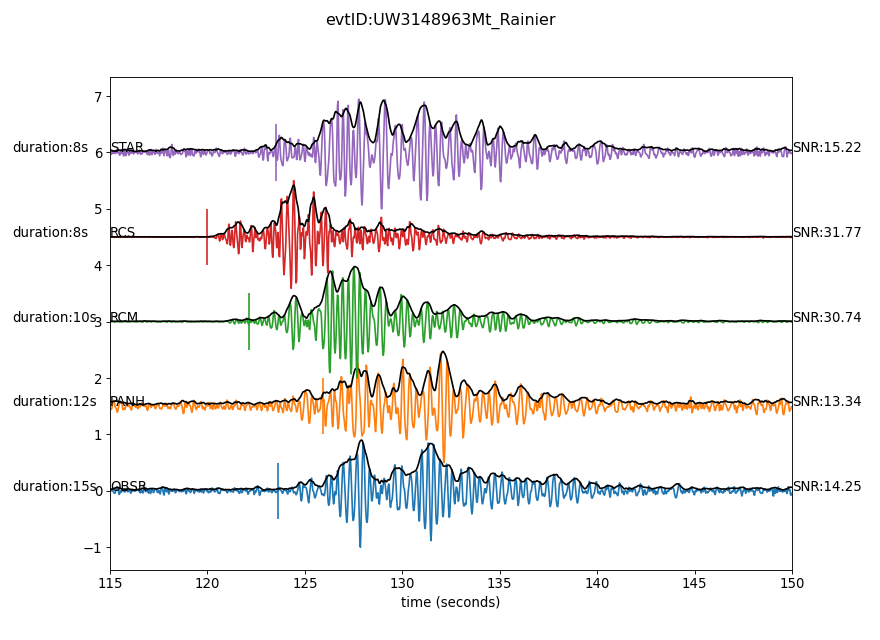 evtID:UW3148963Mt_Rainier
7
duration:8s STAR 6 SNR:15.22
5
duration:8s RCS SNR:31.77
4
duration:10s RCM 3 SNR:30.74
2
duration:12s PANH SNR:13.34
1
duration:15s OBSR 0 SNR:14.25
−1
115 120 125 130 135 140 145 150
time (seconds)